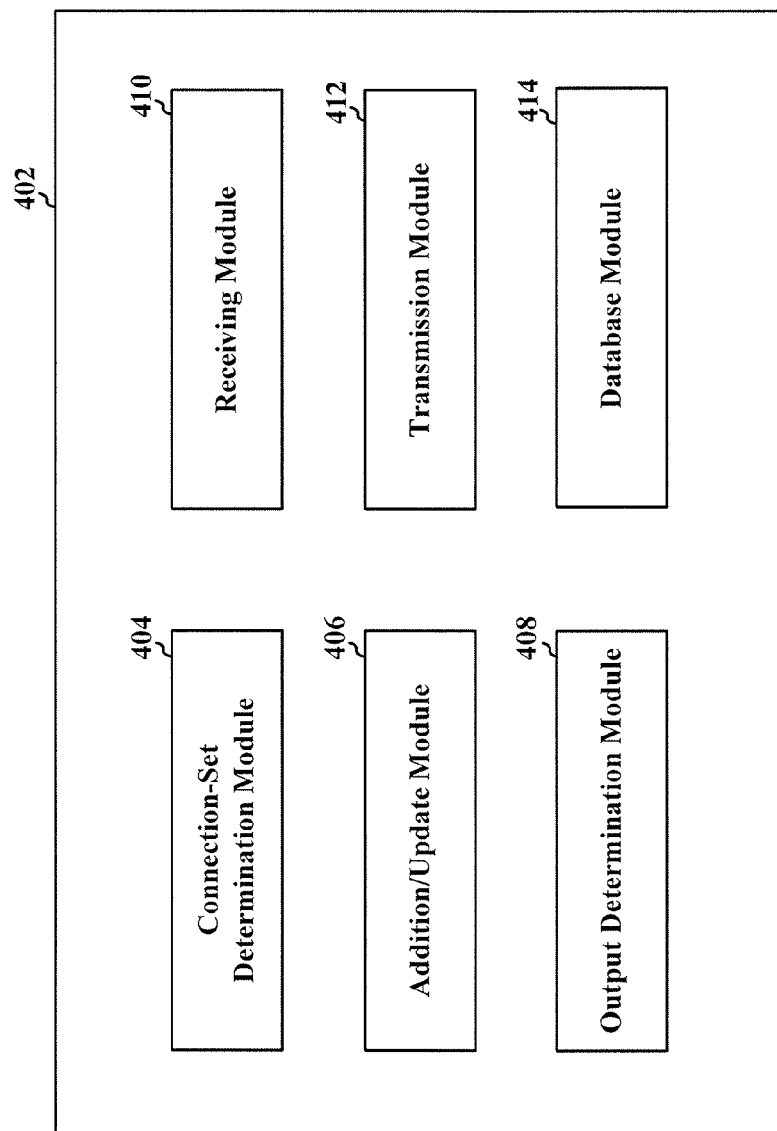 402
404
Connection-Set
Determination Module
410
Receiving Module
406
Addition/Update Module
412
Transmission Module
408
Output Determination Module
414
Database Module